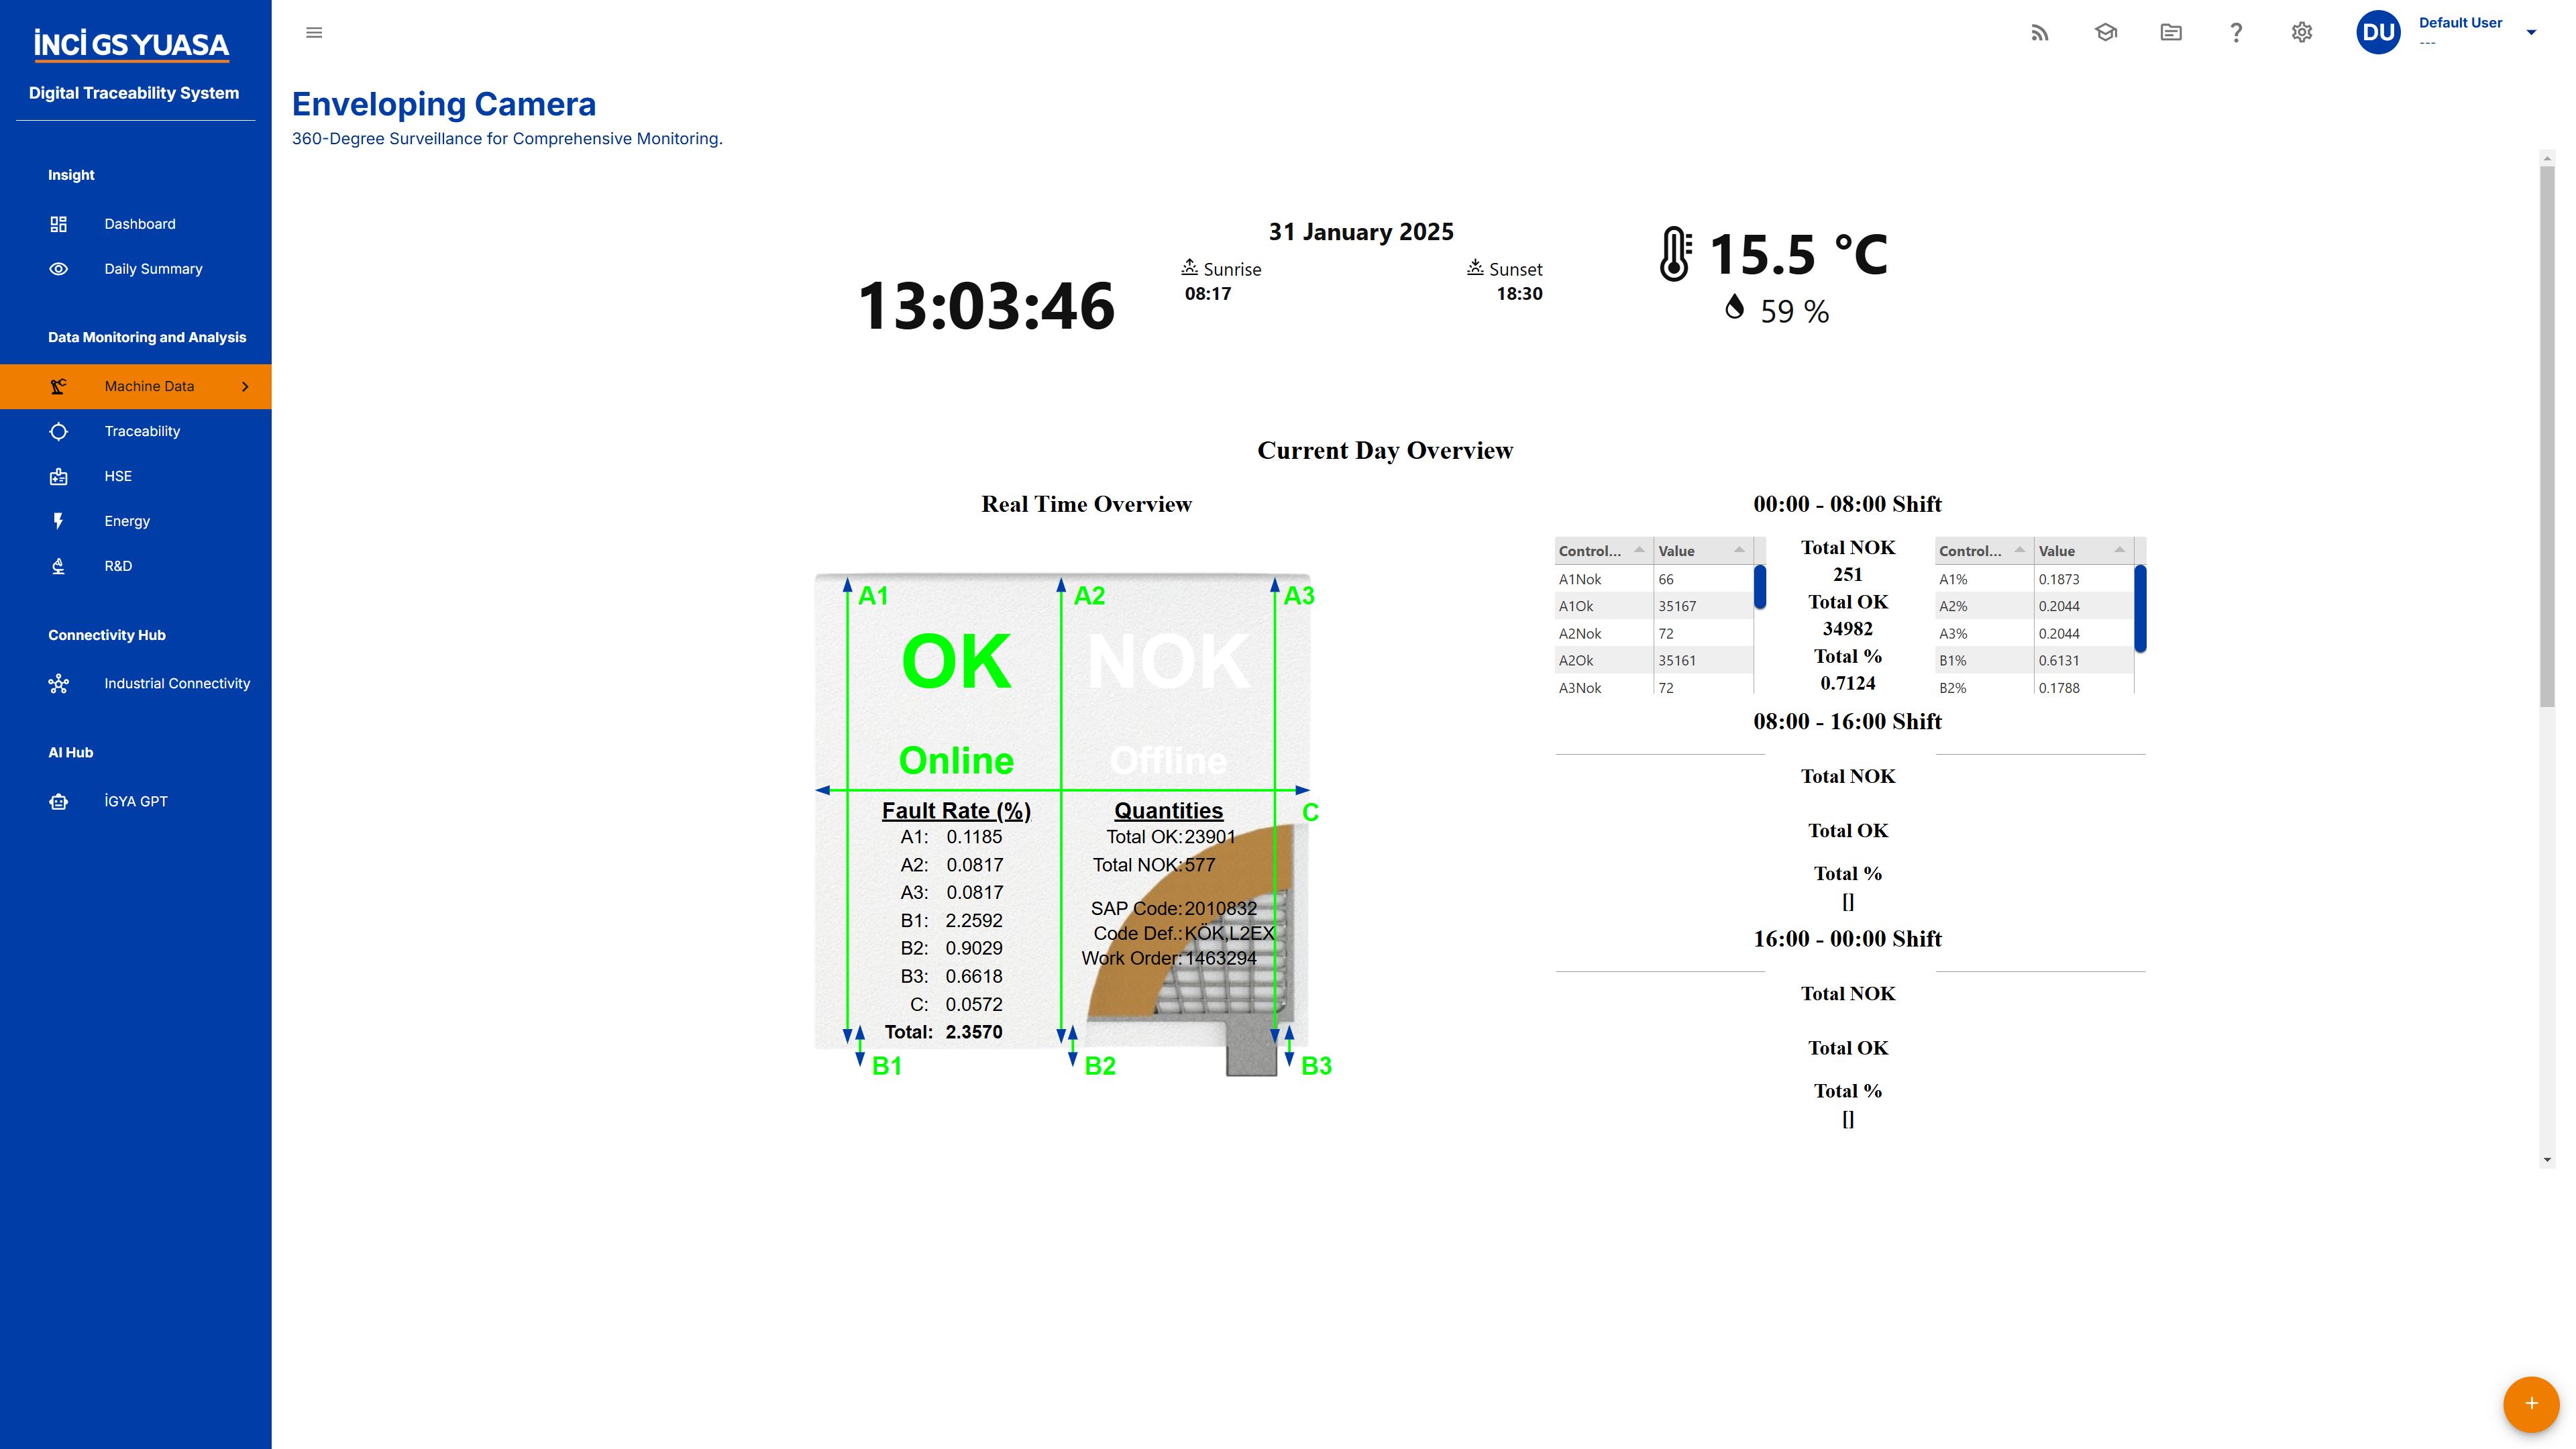 İNCİ GS YUASA
Digital Traceability System
Insight
Dashboard
Daily Summary
Data Monitoring and Analysis
Machine Data
Traceability
HSE
Energy
R&D
Connectivity Hub
Industrial Connectivity
AI Hub
İGYA GPT
DU
Default User
---
Enveloping Camera
360-Degree Surveillance for Comprehensive Monitoring.
13:03:46
31 January 2025
Sunrise
08:17
Sunset
18:30
15.5 °C
59 %
Current Day Overview
Real Time Overview
A1
A2
A3
OK
NOK
Online
Offline
C
Fault Rate (%)
A1: 0.1185
A2: 0.0817
A3: 0.0817
B1: 2.2592
B2: 0.9029
B3: 0.6618
C: 0.0572
Total: 2.3570
Quantities
Total OK: 23901
Total NOK: 577
SAP Code: 2010832
Code Def.: KÖK,L2EX
Work Order: 1463294
B1
B2
B3
00:00 - 08:00 Shift
Control... Value
A1Nok 66
A1Ok 35167
A2Nok 72
A2Ok 35161
A3Nok 72
Total NOK
251
Total OK
34982
Total %
0.7124
Control... Value
A1% 0.1873
A2% 0.2044
A3% 0.2044
B1% 0.6131
B2% 0.1788
08:00 - 16:00 Shift
Total NOK
Total OK
Total %
[]
16:00 - 00:00 Shift
Total NOK
Total OK
Total %
[]